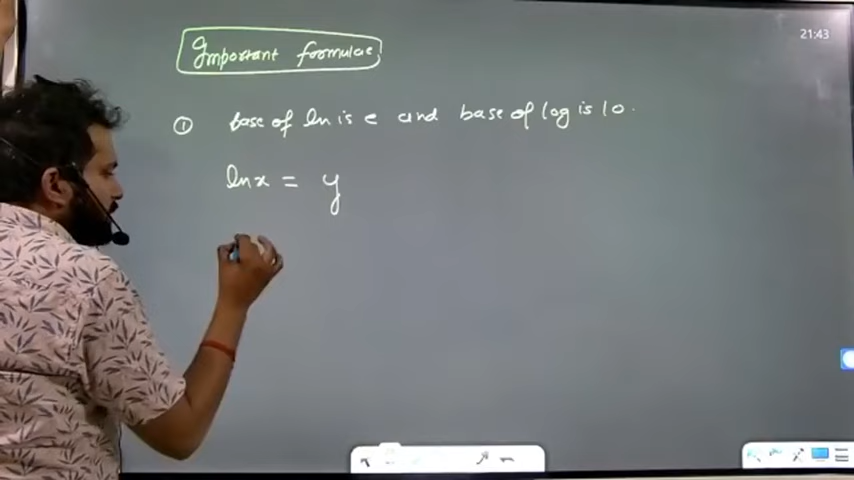 21:43
Important formulae
① base of ln is e and base of log is 10.
ln x = y